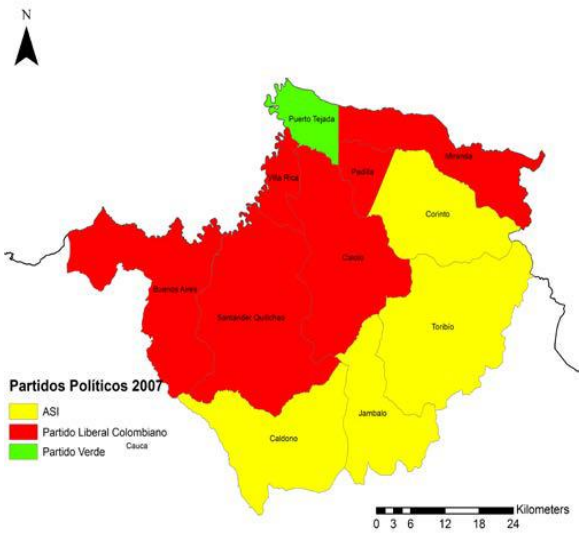 N
Puerto Tejada
Miranda
Padilla
Villa Rica
Corinto
Caloto
Buenos Aires
Santander Quilichao
Toribío
Partidos Políticos 2007
ASI
Jambalo
Partido Liberal Colombiano
Caldono
Partido Verde
Cauca
Kilometers
0 3 6 12 18 24